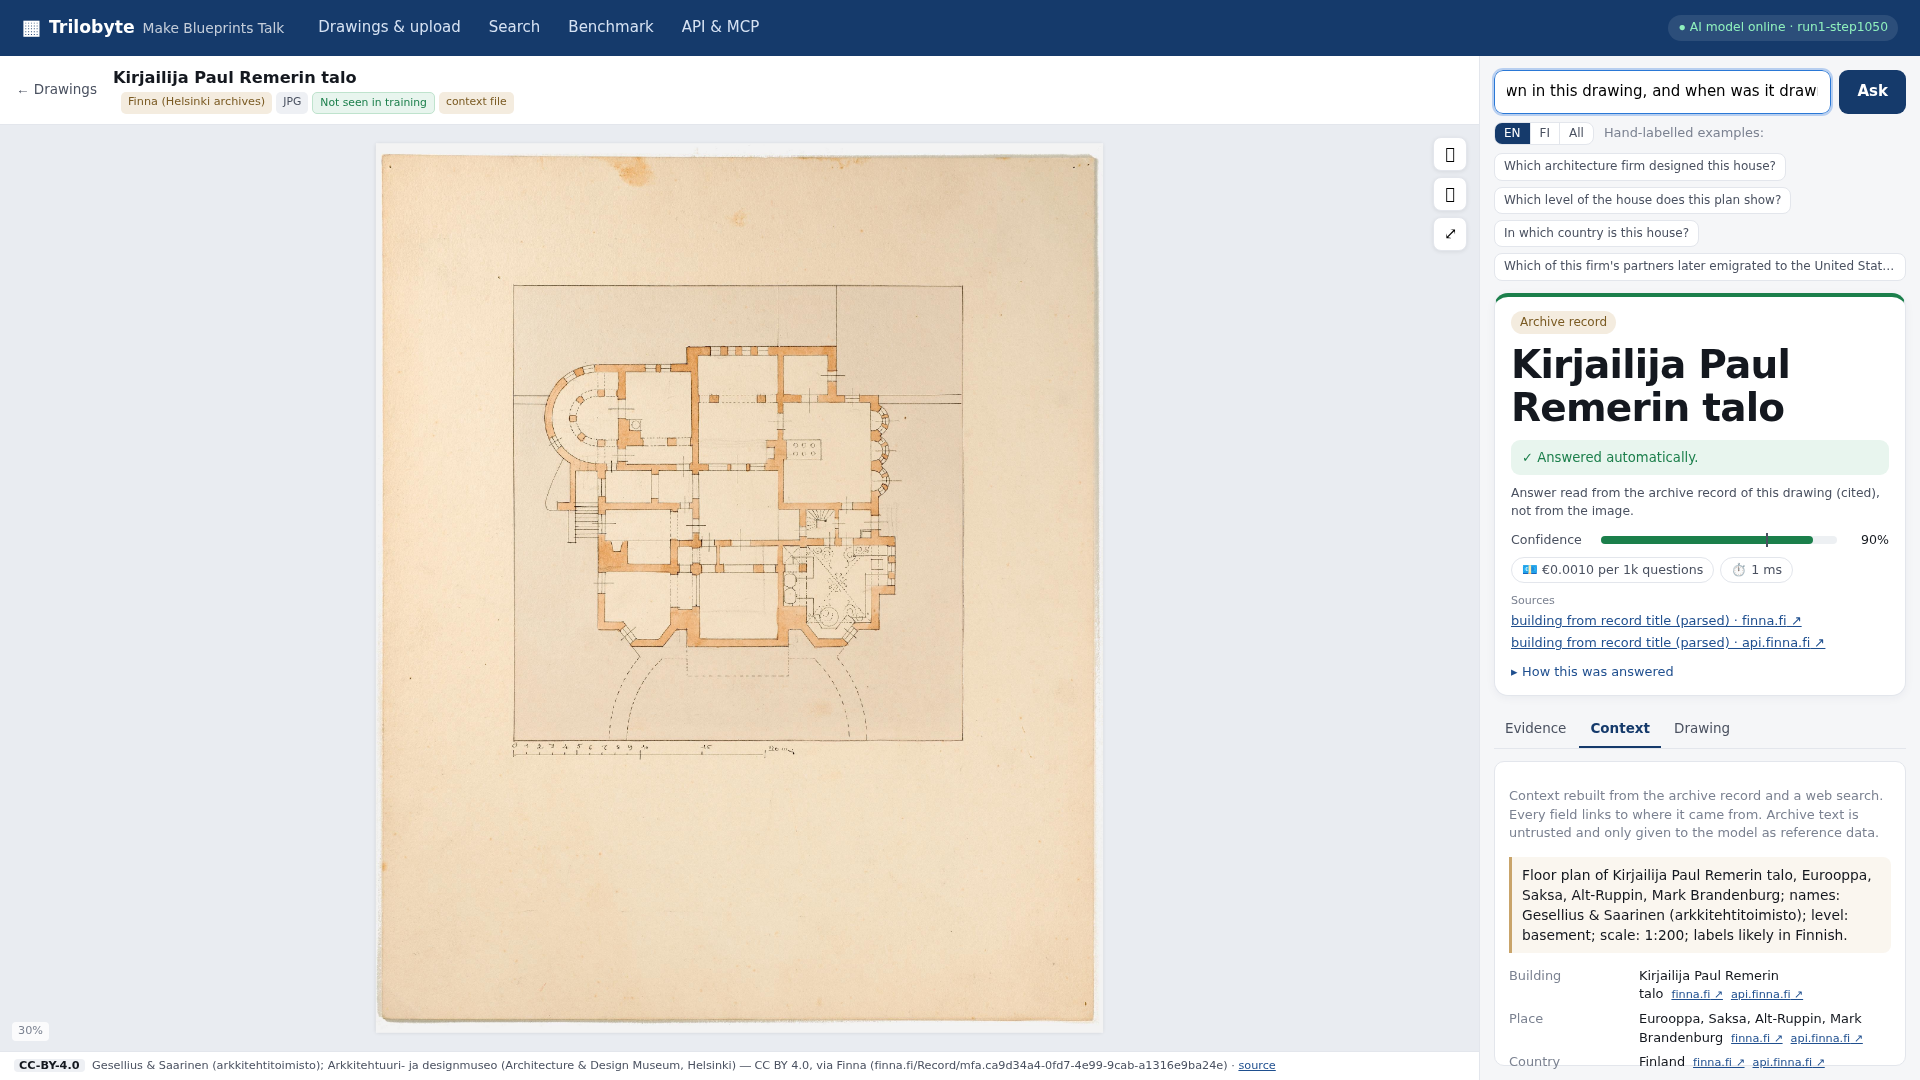 Trilobyte Make Blueprints Talk Drawings & upload Search Benchmark API & MCP
● AI model online · run1-step1050
← Drawings
Kirjailija Paul Remerin talo
Finna (Helsinki archives) JPG Not seen in training context file
0 1 2 3 4 5 6 7 8 9 10 15 20 m.
30%
CC-BY-4.0 Gesellius & Saarinen (arkkitehtitoimisto); Arkkitehtuuri- ja designmuseo (Architecture & Design Museum, Helsinki) — CC BY 4.0, via Finna (finna.fi/Record/mfa.ca9d34a4-0fd7-4e99-9cab-a1316e9ba24e) · source
wn in this drawing, and when was it draw
Ask
EN FI All Hand-labelled examples:
Which architecture firm designed this house?
Which level of the house does this plan show?
In which country is this house?
Which of this firm's partners later emigrated to the United Stat...
Archive record
Kirjailija Paul
Remerin talo
✓ Answered automatically.
Answer read from the archive record of this drawing (cited),
not from the image.
Confidence 90%
€0.0010 per 1k questions 1 ms
Sources
building from record title (parsed) · finna.fi ↗
building from record title (parsed) · api.finna.fi ↗
▸ How this was answered
Evidence Context Drawing
Context rebuilt from the archive record and a web search.
Every field links to where it came from. Archive text is
untrusted and only given to the model as reference data.
Floor plan of Kirjailija Paul Remerin talo, Eurooppa,
Saksa, Alt-Ruppin, Mark Brandenburg; names:
Gesellius & Saarinen (arkkitehtitoimisto); level:
basement; scale: 1:200; labels likely in Finnish.
Building Kirjailija Paul Remerin
talo finna.fi ↗ api.finna.fi ↗
Place Eurooppa, Saksa, Alt-Ruppin, Mark
Brandenburg finna.fi ↗ api.finna.fi ↗
Country Finland finna.fi ↗ api.finna.fi ↗